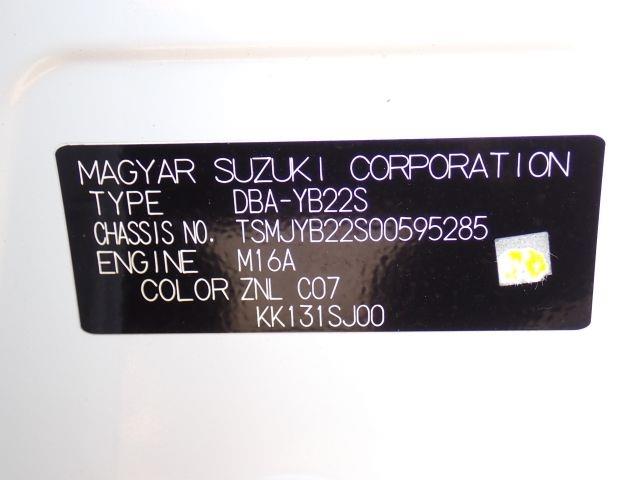 MAGYAR SUZUKI CORPORATION
TYPE DBA-YB22S
CHASSIS NO. TSMJYB22S00595285
ENGINE M16A
COLOR ZNL C07
KK131SJ00